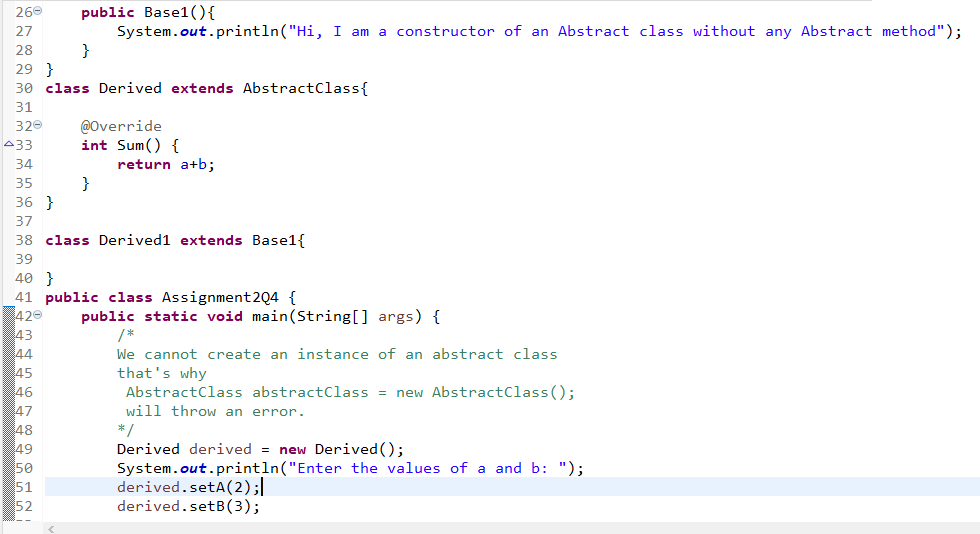 26 public Base1(){
27 System.out.println("Hi, I am a constructor of an Abstract class without any Abstract method");
28 }
29 }
30 class Derived extends AbstractClass{
31
32 @Override
33 int Sum() {
34 return a+b;
35 }
36 }
37
38 class Derived1 extends Base1{
39
40 }
41 public class Assignment2Q4 {
42 public static void main(String[] args) {
43 /*
44 We cannot create an instance of an abstract class
45 that's why
46 AbstractClass abstractClass = new AbstractClass();
47 will throw an error.
48 */
49 Derived derived = new Derived();
50 System.out.println("Enter the values of a and b: ");
51 derived.setA(2);
52 derived.setB(3);